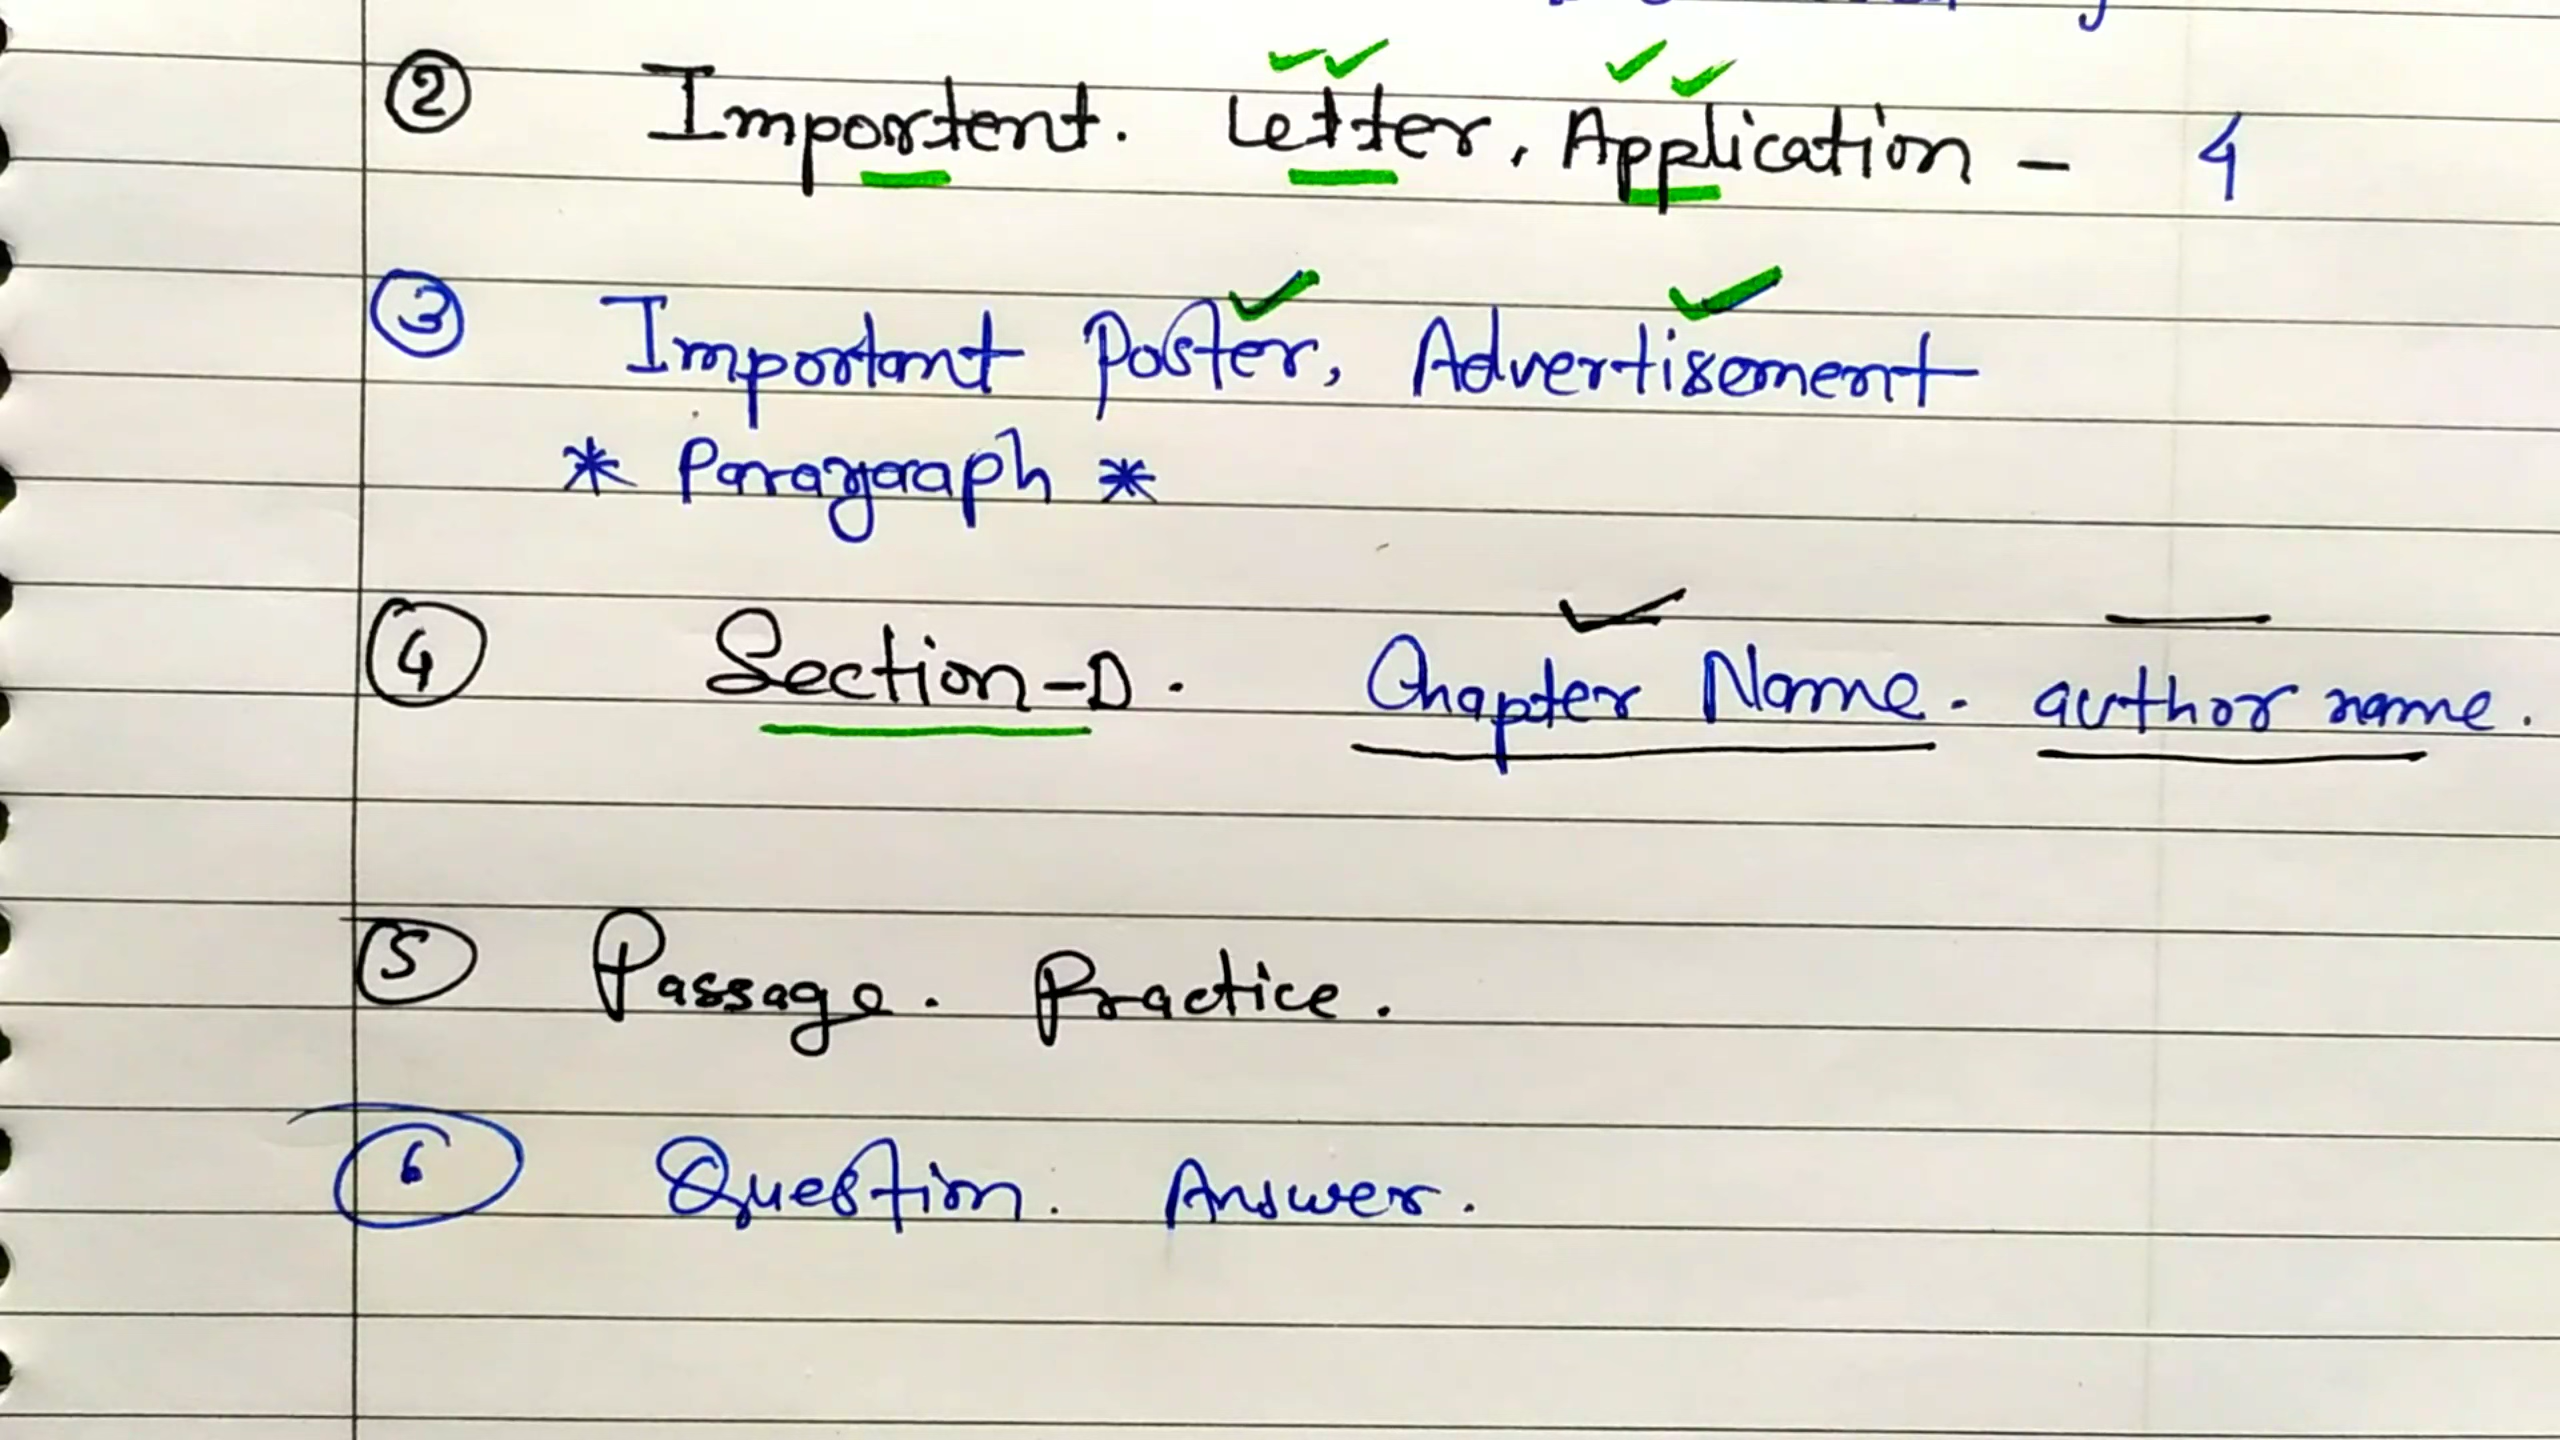 ② Importent. Letter, Application - 4
③ Important Poster, Advertisement
* Paragraph *
④ Section-D. Chapter Name. author name.
⑤ Passage. Practice.
⑥ Question. Answer.